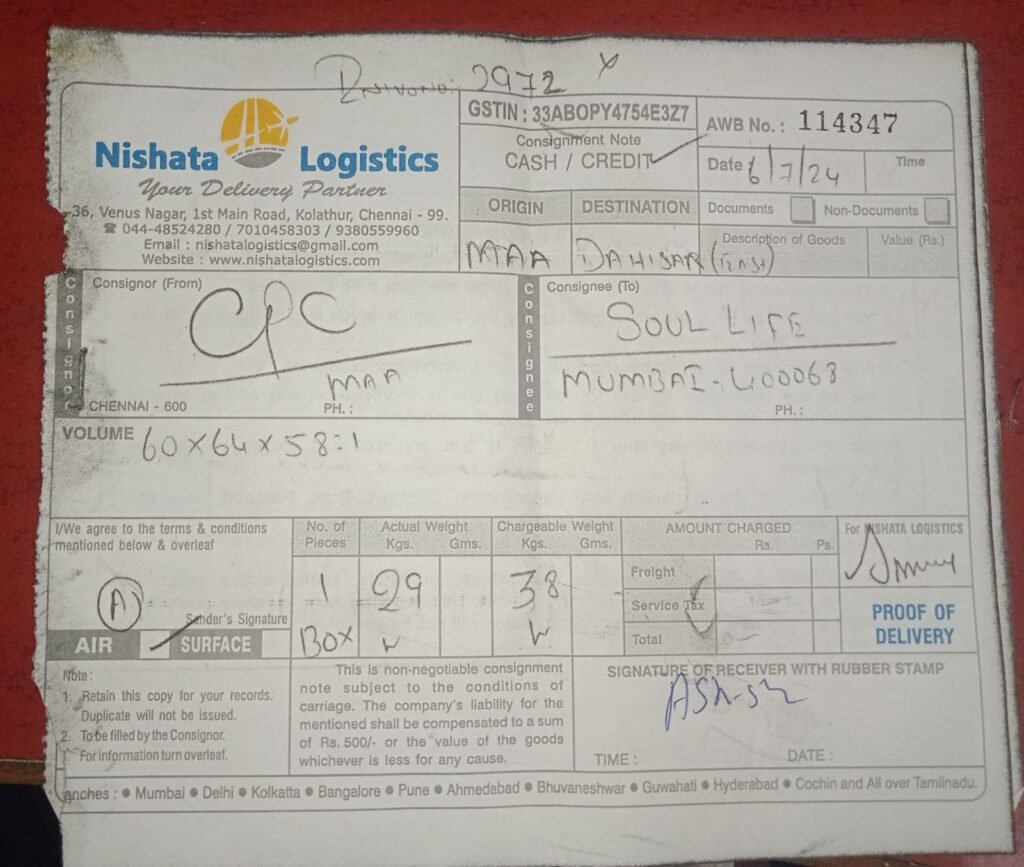 2972
Nishata Logistics
Your Delivery Partner
36, Venus Nagar, 1st Main Road, Kolathur, Chennai - 99.
☎ 044-48524280 / 7010458303 / 9380559960
Email : nishatalogistics@gmail.com
Website : www.nishatalogistics.com
GSTIN : 33ABOPY4754E3Z7
Consignment Note
CASH / CREDIT
AWB No. : 114347
Date 6/7/24 Time
ORIGIN DESTINATION
Documents Non-Documents
MAA DAHISAR (East)
Description of Goods Value (Rs.)
Consignor
Consignor (From)
CPC
MAA
CHENNAI - 600 PH. :
Consignee
Consignee (To)
SOUL LIFE
MUMBAI - 400068
PH. :
VOLUME 60 x 64 x 58 = 1
I/We agree to the terms & conditions
mentioned below & overleaf
A
Sender's Signature
AIR SURFACE
No. of Pieces
1
BOX
Actual Weight
Kgs. Gms.
29
Chargeable Weight
Kgs. Gms.
38
AMOUNT CHARGED
Rs. Ps.
Freight
Service Tax
Total
For NISHATA LOGISTICS
PROOF OF
DELIVERY
Note :
1. Retain this copy for your records.
Duplicate will not be issued.
2. To be filled by the Consignor.
For information turn overleaf.
This is non-negotiable consignment
note subject to the conditions of
carriage. The company's liability for the
mentioned shall be compensated to a sum
of Rs. 500/- or the value of the goods
whichever is less for any cause.
SIGNATURE OF RECEIVER WITH RUBBER STAMP
Ashish
TIME : DATE :
anches : ● Mumbai ● Delhi ● Kolkatta ● Bangalore ● Pune ● Ahmedabad ● Bhuvaneshwar ● Guwahati ● Hyderabad ● Cochin and All over Tamilnadu.